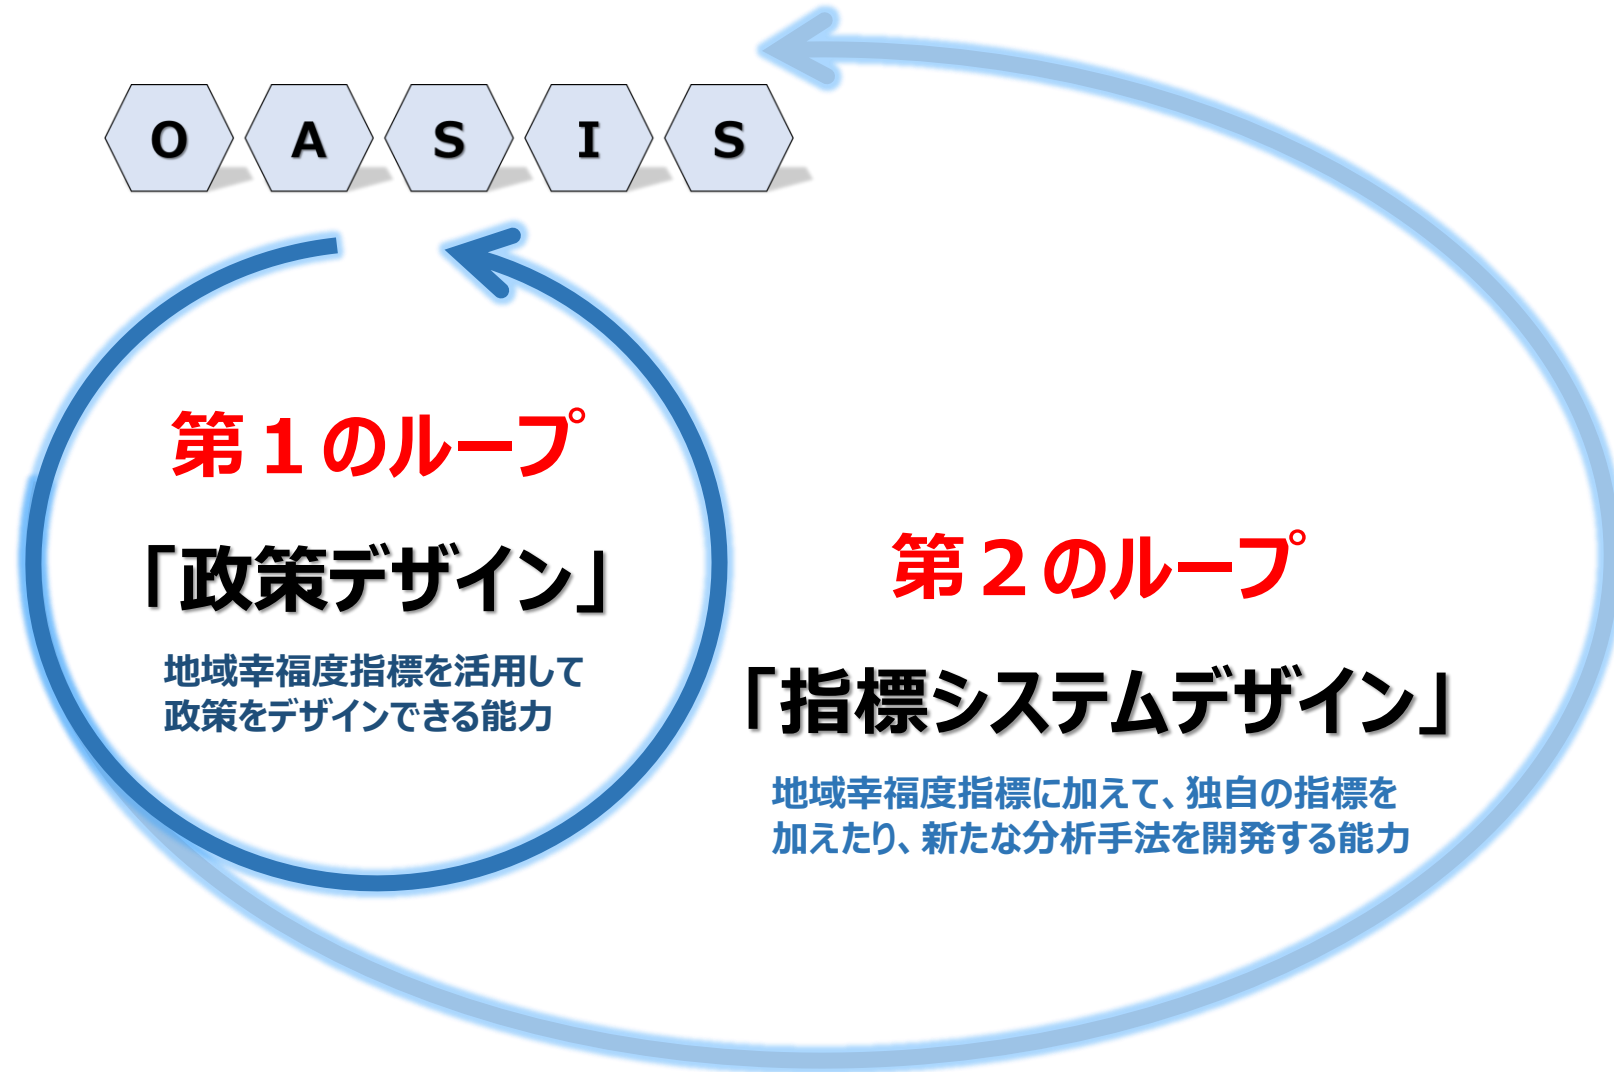 O A S I S
第１のループ
「政策デザイン」
地域幸福度指標を活用して
政策をデザインできる能力
第２のループ
「指標システムデザイン」
地域幸福度指標に加えて、独自の指標を
加えたり、新たな分析手法を開発する能力